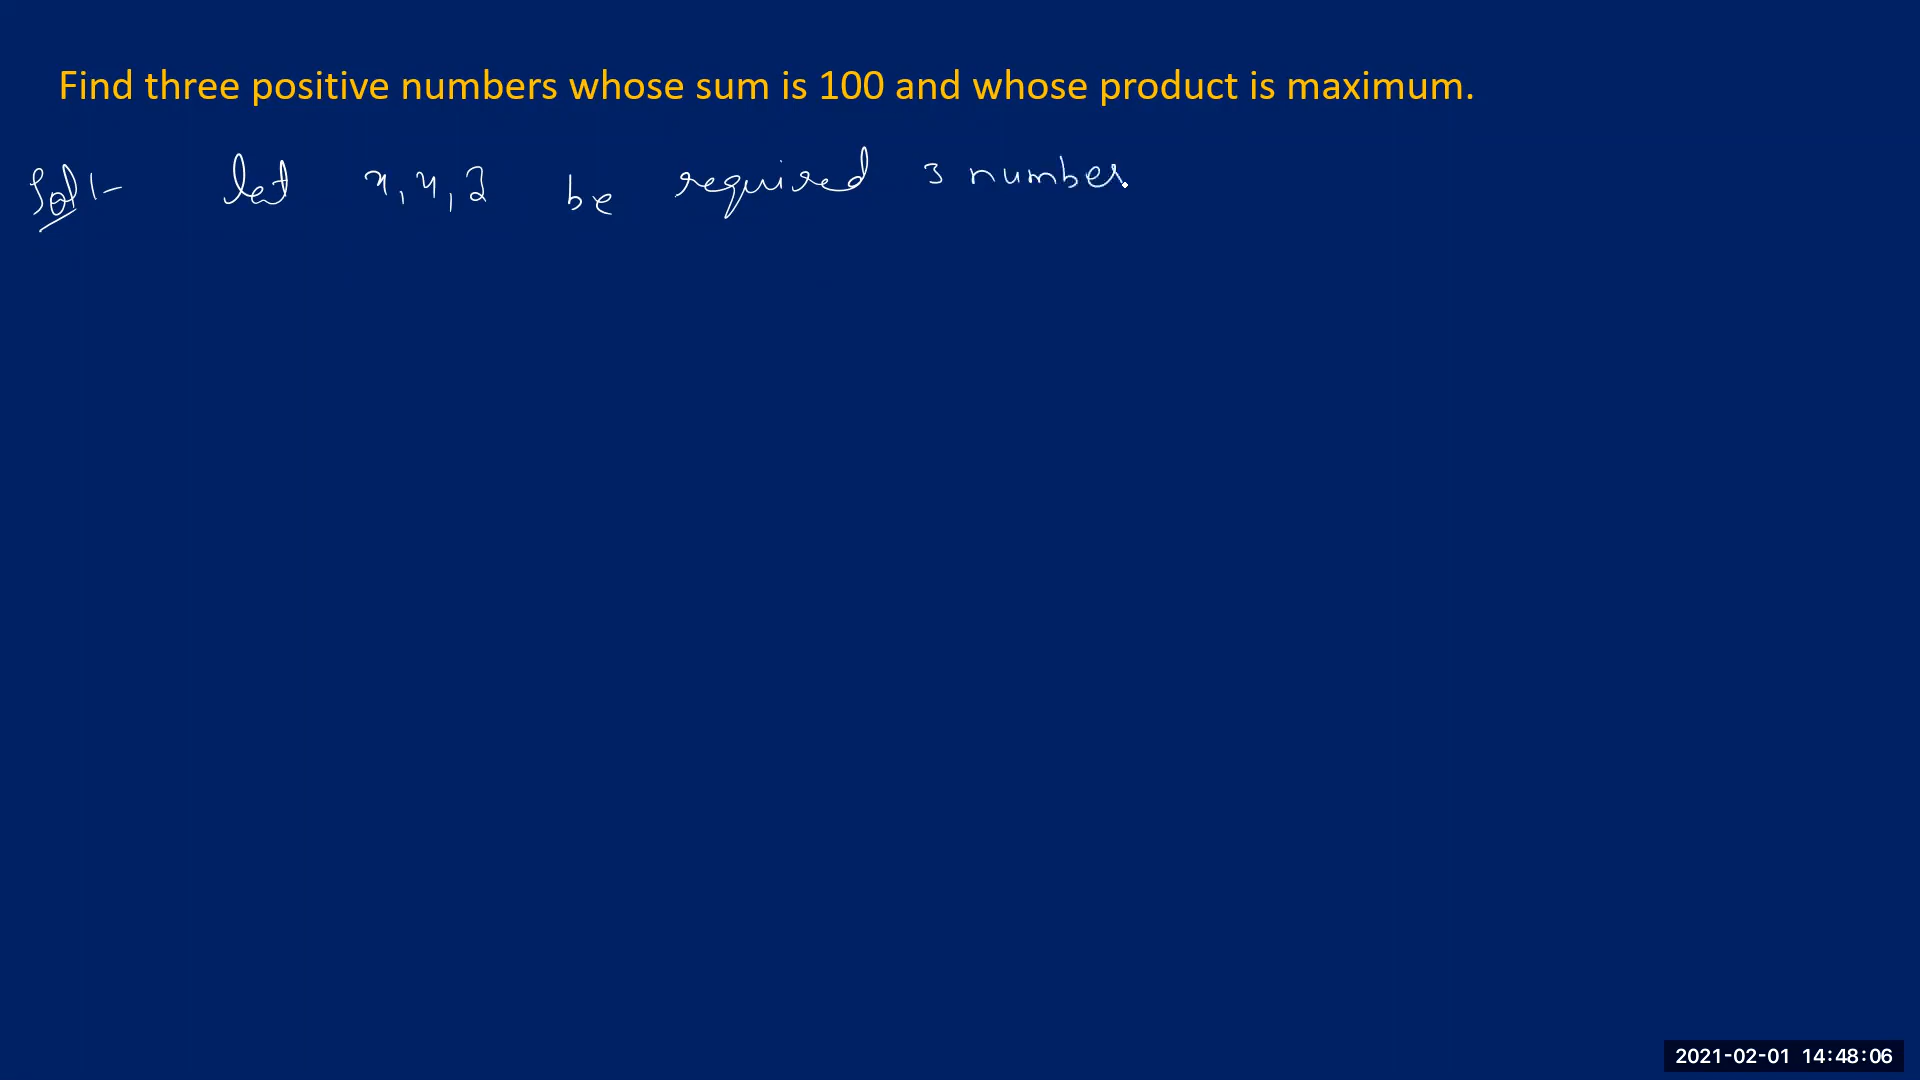 Find three positive numbers whose sum is 100 and whose product is maximum.
Sol:- let x, y, z be required 3 number
2021-02-01 14:48:06